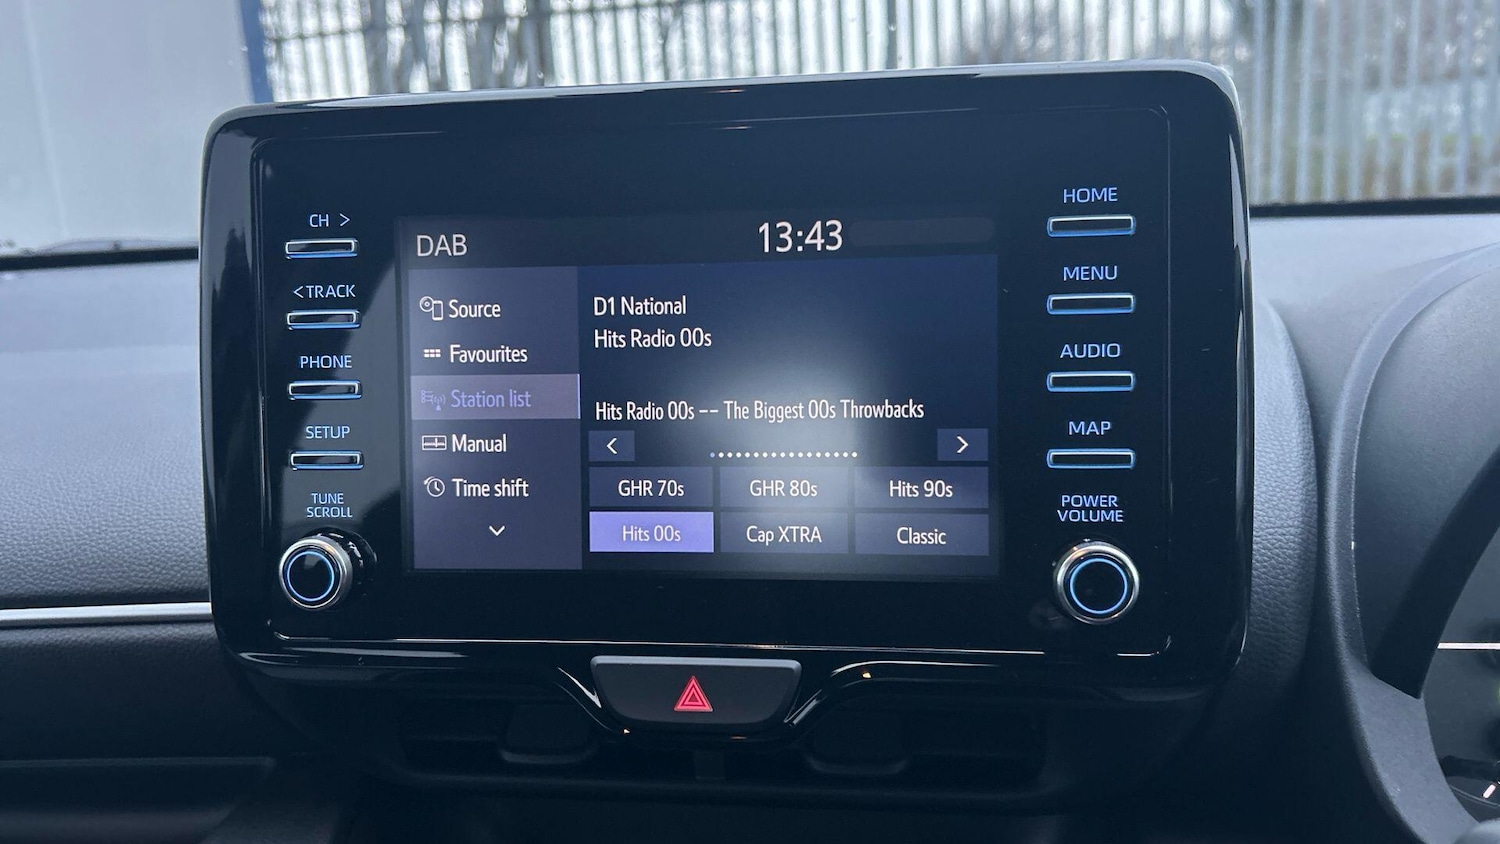 CH >
< TRACK
PHONE
SETUP
TUNE
SCROLL
DAB
13:43
Source
Favourites
Station list
Manual
Time shift
D1 National
Hits Radio 00s
Hits Radio 00s -- The Biggest 00s Throwbacks
< >
GHR 70s GHR 80s Hits 90s
Hits 00s Cap XTRA Classic
HOME
MENU
AUDIO
MAP
POWER
VOLUME